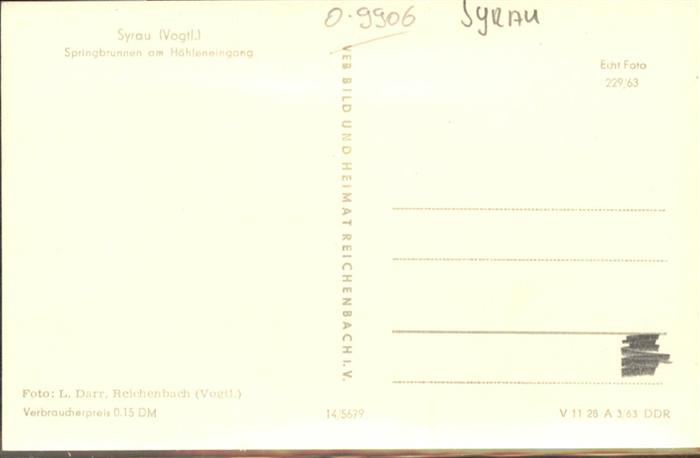 O-9906 SYRAU
Syrau (Vogtl.)
Springbrunnen am Höhleneingang
Echt Foto
229/63
VEB BILD UND HEIMAT REICHENBACH I. V.
Foto: L. Darr, Reichenbach (Vogtl.)
Verbraucherpreis 0.15 DM
14/5699
V 11 28 A 3/63 DDR